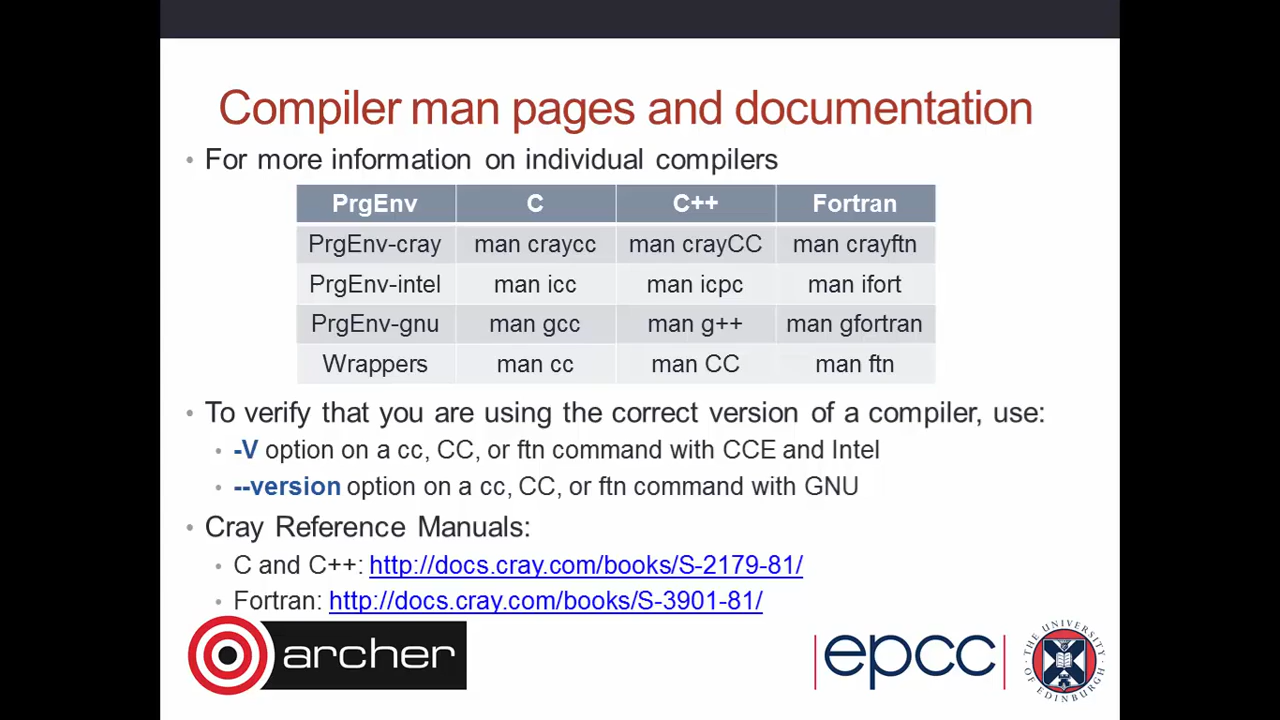 Compiler man pages and documentation
• For more information on individual compilers
PrgEnv C C++ Fortran
PrgEnv-cray man craycc man crayCC man crayftn
PrgEnv-intel man icc man icpc man ifort
PrgEnv-gnu man gcc man g++ man gfortran
Wrappers man cc man CC man ftn
• To verify that you are using the correct version of a compiler, use:
• -V option on a cc, CC, or ftn command with CCE and Intel
• --version option on a cc, CC, or ftn command with GNU
• Cray Reference Manuals:
• C and C++: http://docs.cray.com/books/S-2179-81/
• Fortran: http://docs.cray.com/books/S-3901-81/
archer
epcc
THE UNIVERSITY OF EDINBURGH